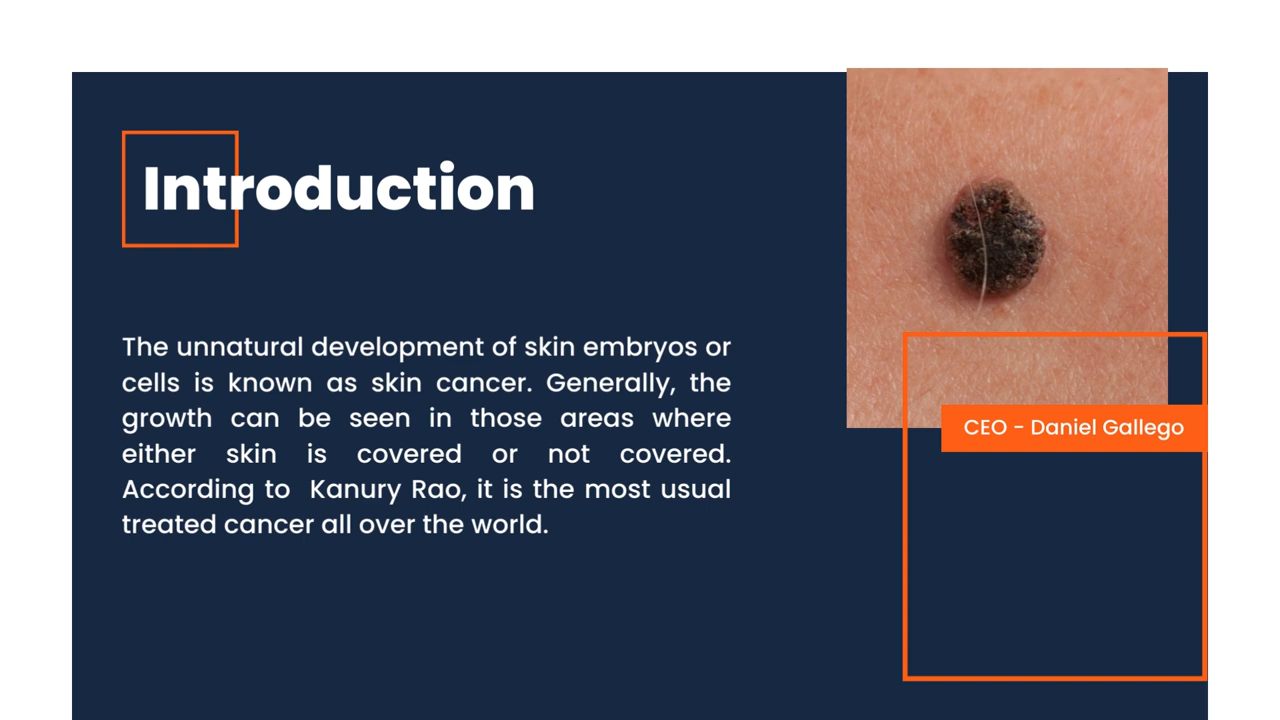 Introduction
The unnatural development of skin embryos or
cells is known as skin cancer. Generally, the
growth can be seen in those areas where
either skin is covered or not covered.
According to  Kanury Rao, it is the most usual
treated cancer all over the world.
CEO - Daniel Gallego